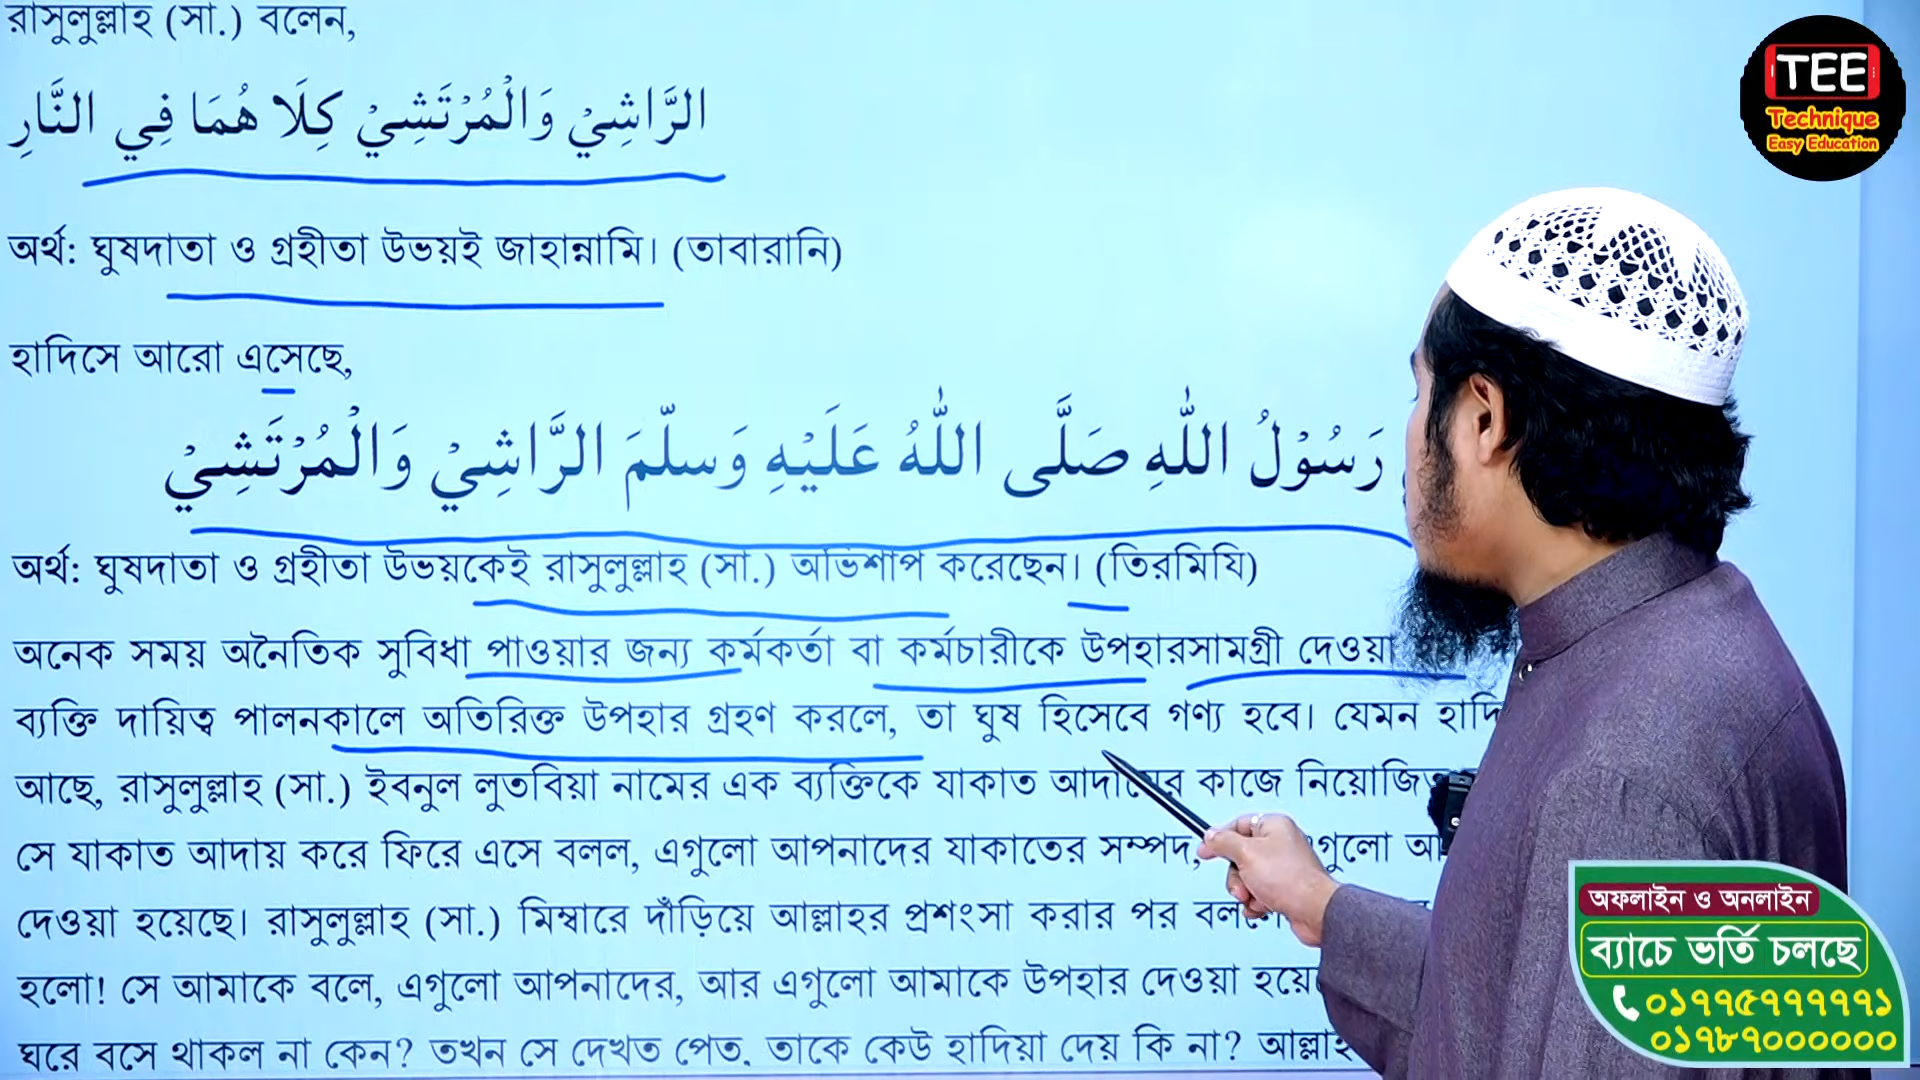 রাসুলুল্লাহ (সা.) বলেন,
الرَّاشِيْ وَالْمُرْتَشِيْ كِلَا هُمَا فِي النَّارِ
অর্থ: ঘুষদাতা ও গ্রহীতা উভয়ই জাহান্নামি। (তাবারানি)
হাদিসে আরো এসেছে,
رَسُوْلُ اللّٰهِ صَلَّى اللّٰهُ عَلَيْهِ وَسلّمَ الرَّاشِيْ وَالْمُرْتَشِيْ
অর্থ: ঘুষদাতা ও গ্রহীতা উভয়কেই রাসুলুল্লাহ (সা.) অভিশাপ করেছেন। (তিরমিযি)
অনেক সময় অনৈতিক সুবিধা পাওয়ার জন্য কর্মকর্তা বা কর্মচারীকে উপহারসামগ্রী দেওয়া
ব্যক্তি দায়িত্ব পালনকালে অতিরিক্ত উপহার গ্রহণ করলে, তা ঘুষ হিসেবে গণ্য হবে। যেমন
আছে, রাসুলুল্লাহ (সা.) ইবনুল লুতবিয়া নামের এক ব্যক্তিকে যাকাত আদায়ের কাজে
সে যাকাত আদায় করে ফিরে এসে বলল, এগুলো আপনাদের যাকাতের সম্পদ,
দেওয়া হয়েছে। রাসুলুল্লাহ (সা.) মিম্বারে দাঁড়িয়ে আল্লাহর প্রশংসা করার পর
হলো! সে আমাকে বলে, এগুলো আপনাদের, আর এগুলো আমাকে উপহার দেওয়া
ঘরে বসে থাকল না কেন? তখন সে দেখত পেত, তাকে কেউ হাদিয়া দেয় কি না?
TEE
Technique
Easy Education
অফলাইন ও অনলাইন
ব্যাচে ভর্তি চলছে
০১৭৭৫৭৭৭৭৭১
০১৭৮৭০০০০০০